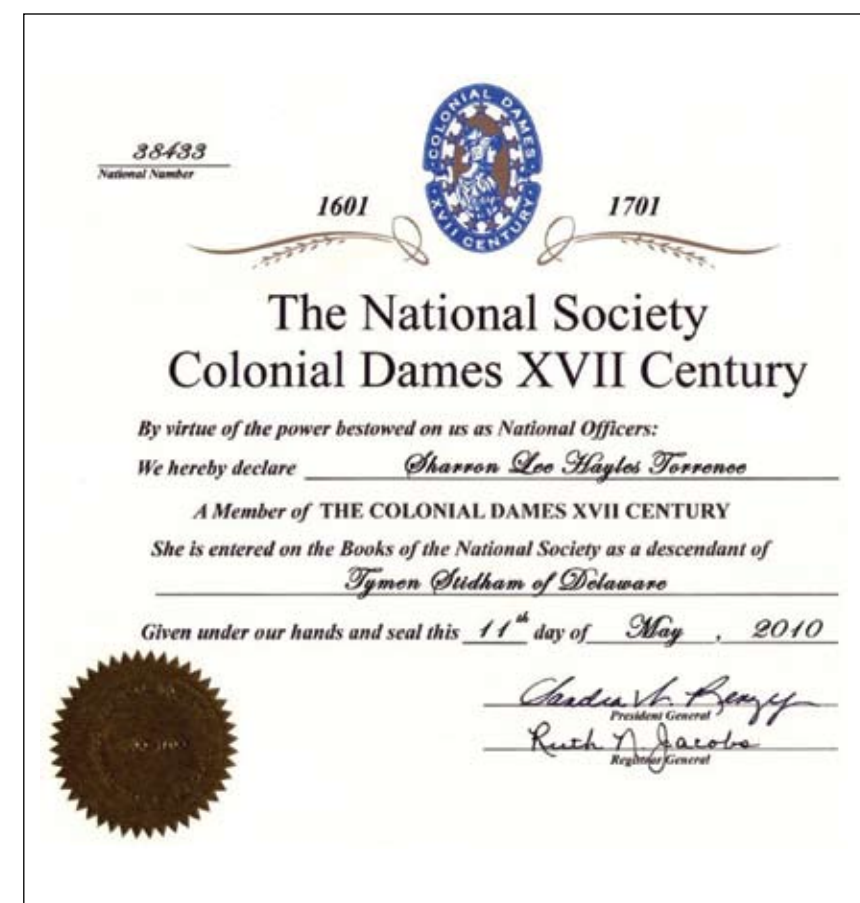 38433
National Number
COLONIAL DAMES
XVII CENTURY
1601
1701
The National Society
Colonial Dames XVII Century
By virtue of the power bestowed on us as National Officers:
We hereby declare Sharron Lee Hayles Torrence
A Member of THE COLONIAL DAMES XVII CENTURY
She is entered on the Books of the National Society as a descendant of
Tymen Stidham of Delaware
Given under our hands and seal this 11th day of May, 2010
Sandra
President General
Ruth N. Jacobs
Registrar General